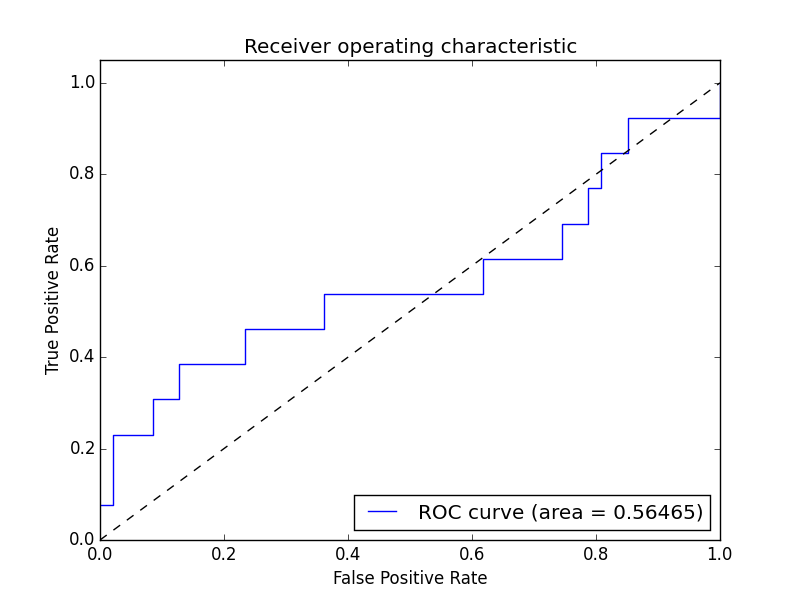 Receiver operating characteristic
1.0
0.8
0.6
0.4
0.2
0.0
True Positive Rate
0.0 0.2 0.4 0.6 0.8 1.0
False Positive Rate
ROC curve (area = 0.56465)